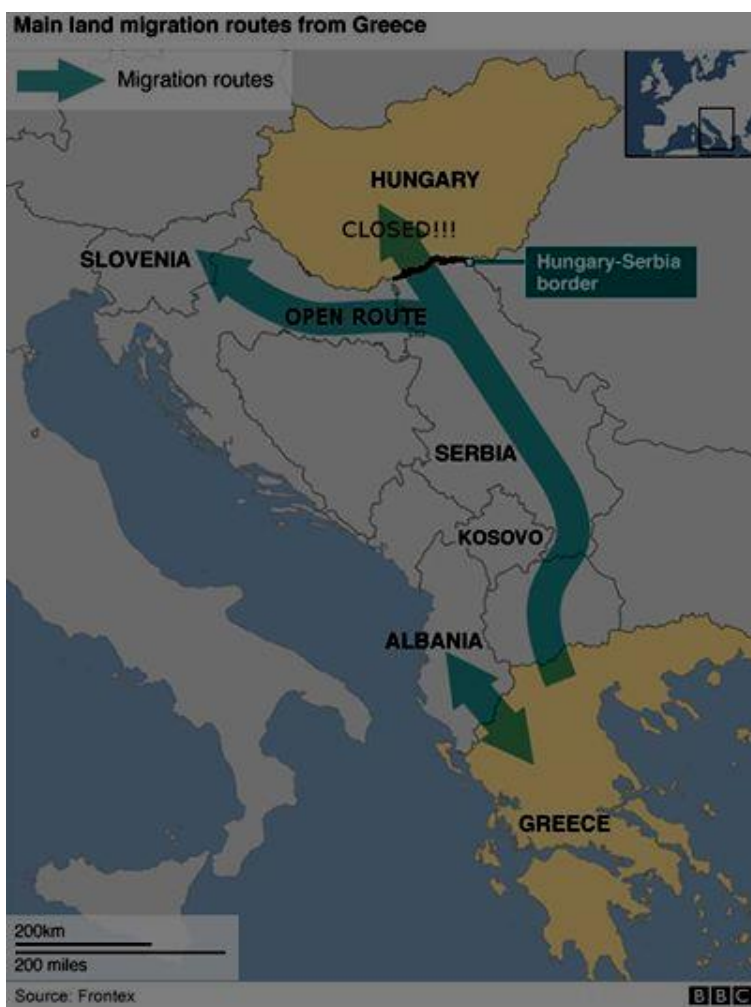 Main land migration routes from Greece
Migration routes
HUNGARY
CLOSED!!!
SLOVENIA
Hungary-Serbia
border
OPEN ROUTE
SERBIA
KOSOVO
ALBANIA
GREECE
200km
200 miles
Source: Frontex
BBC